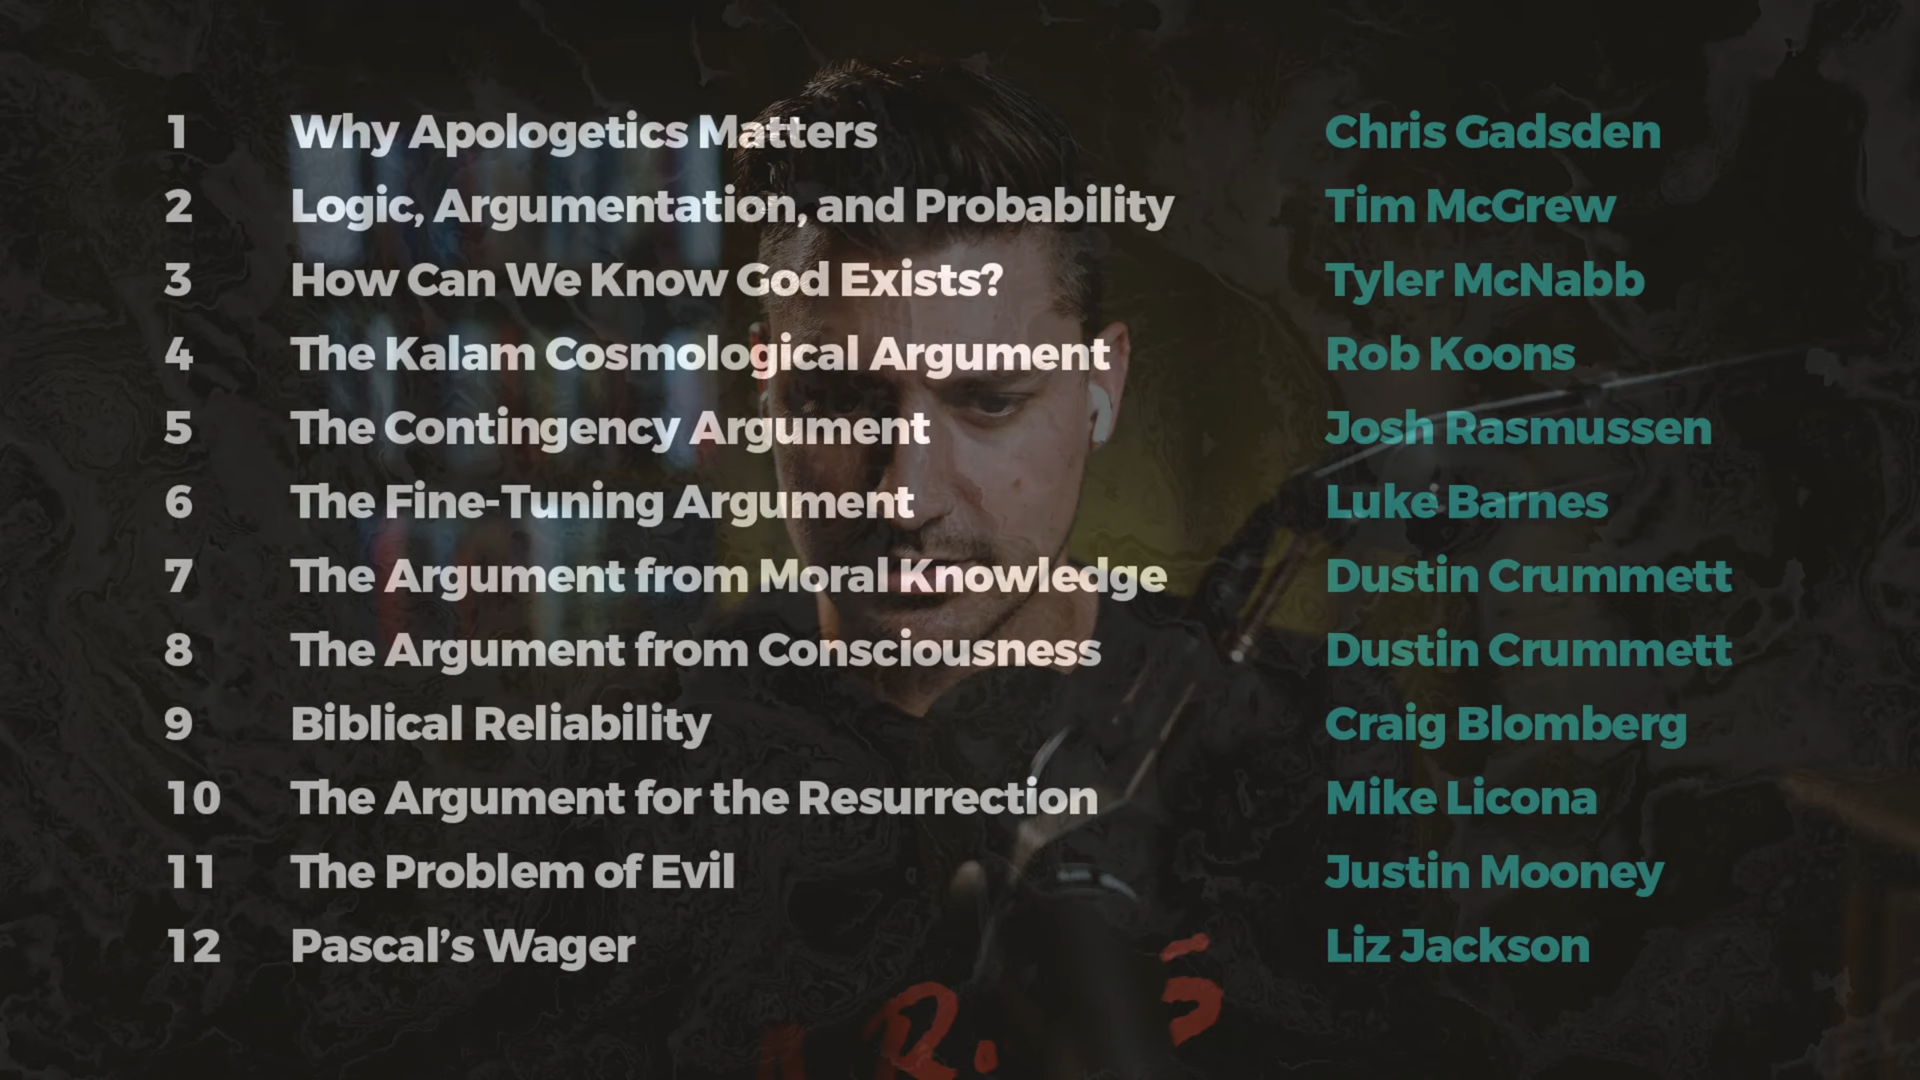 1 Why Apologetics Matters Chris Gadsden
2 Logic, Argumentation, and Probability Tim McGrew
3 How Can We Know God Exists? Tyler McNabb
4 The Kalam Cosmological Argument Rob Koons
5 The Contingency Argument Josh Rasmussen
6 The Fine-Tuning Argument Luke Barnes
7 The Argument from Moral Knowledge Dustin Crummett
8 The Argument from Consciousness Dustin Crummett
9 Biblical Reliability Craig Blomberg
10 The Argument for the Resurrection Mike Licona
11 The Problem of Evil Justin Mooney
12 Pascal’s Wager Liz Jackson